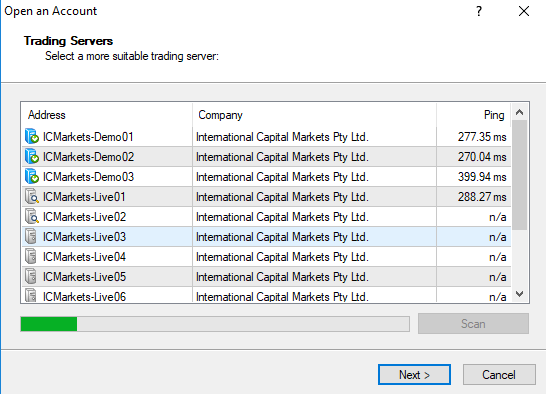 Open an Account
?
Trading Servers
Select a more suitable trading server:
Address Company Ping
ICMarkets-Demo01 International Capital Markets Pty Ltd. 277.35 ms
ICMarkets-Demo02 International Capital Markets Pty Ltd. 270.04 ms
ICMarkets-Demo03 International Capital Markets Pty Ltd. 399.94 ms
ICMarkets-Live01 International Capital Markets Pty Ltd. 288.27 ms
ICMarkets-Live02 International Capital Markets Pty Ltd. n/a
ICMarkets-Live03 International Capital Markets Pty Ltd. n/a
ICMarkets-Live04 International Capital Markets Pty Ltd. n/a
ICMarkets-Live05 International Capital Markets Pty Ltd. n/a
ICMarkets-Live06 International Capital Markets Pty Ltd. n/a
Scan
Next > Cancel